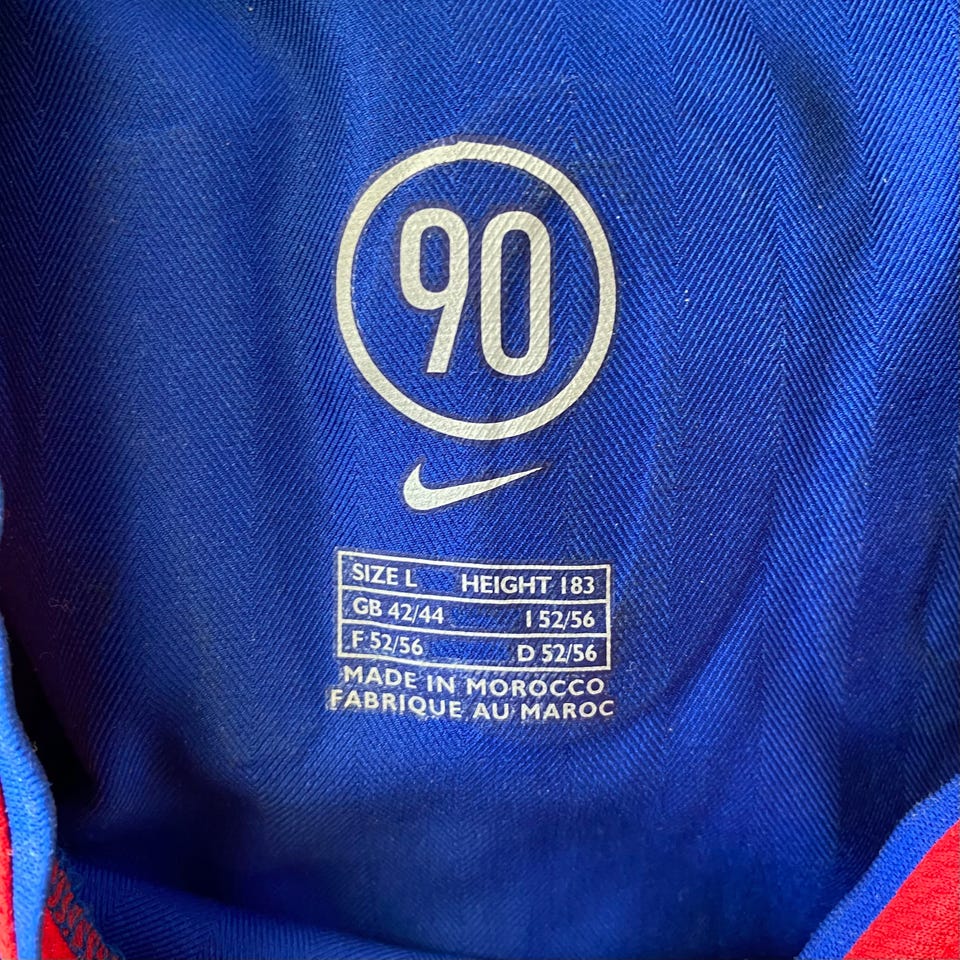 90
SIZE L HEIGHT 183
GB 42/44 I 52/56
F 52/56 D 52/56
MADE IN MOROCCO
FABRIQUE AU MAROC